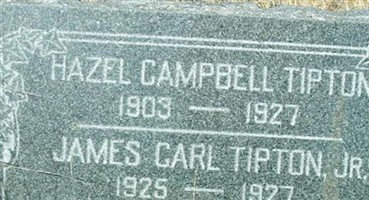 HAZEL CAMPBELL TIPTON
1903 — 1927
JAMES CARL TIPTON, JR.
1925 — 1927